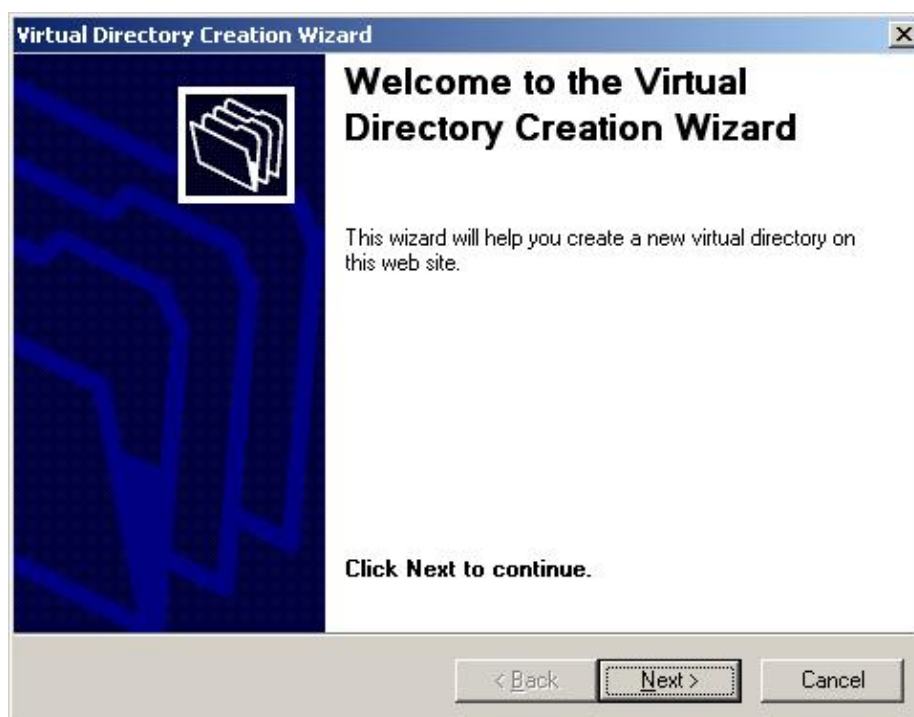 Virtual Directory Creation Wizard
Welcome to the Virtual
Directory Creation Wizard
This wizard will help you create a new virtual directory on
this web site.
Click Next to continue.
< Back
Next >
Cancel